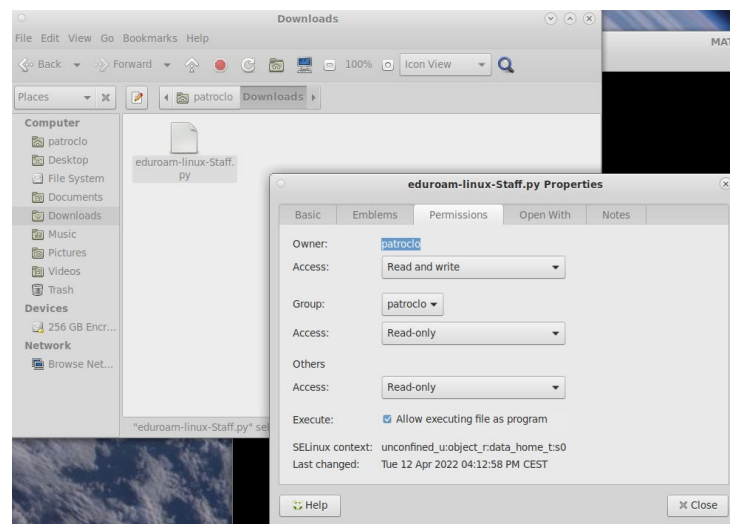 Downloads
File Edit View Go Bookmarks Help
MAT
Back Forward 100% Icon View
Places patroclo Downloads
Computer
patroclo
Desktop
File System
Documents
Downloads
Music
Pictures
Videos
Trash
Devices
256 GB Encr...
Network
Browse Net...
eduroam-linux-Staff.
py
"eduroam-linux-Staff.py" sel
eduroam-linux-Staff.py Properties
Basic Emblems Permissions Open With Notes
Owner: patroclo
Access: Read and write
Group: patroclo
Access: Read-only
Others
Access: Read-only
Execute: Allow executing file as program
SELinux context: unconfined_u:object_r:data_home_t:s0
Last changed: Tue 12 Apr 2022 04:12:58 PM CEST
Help Close